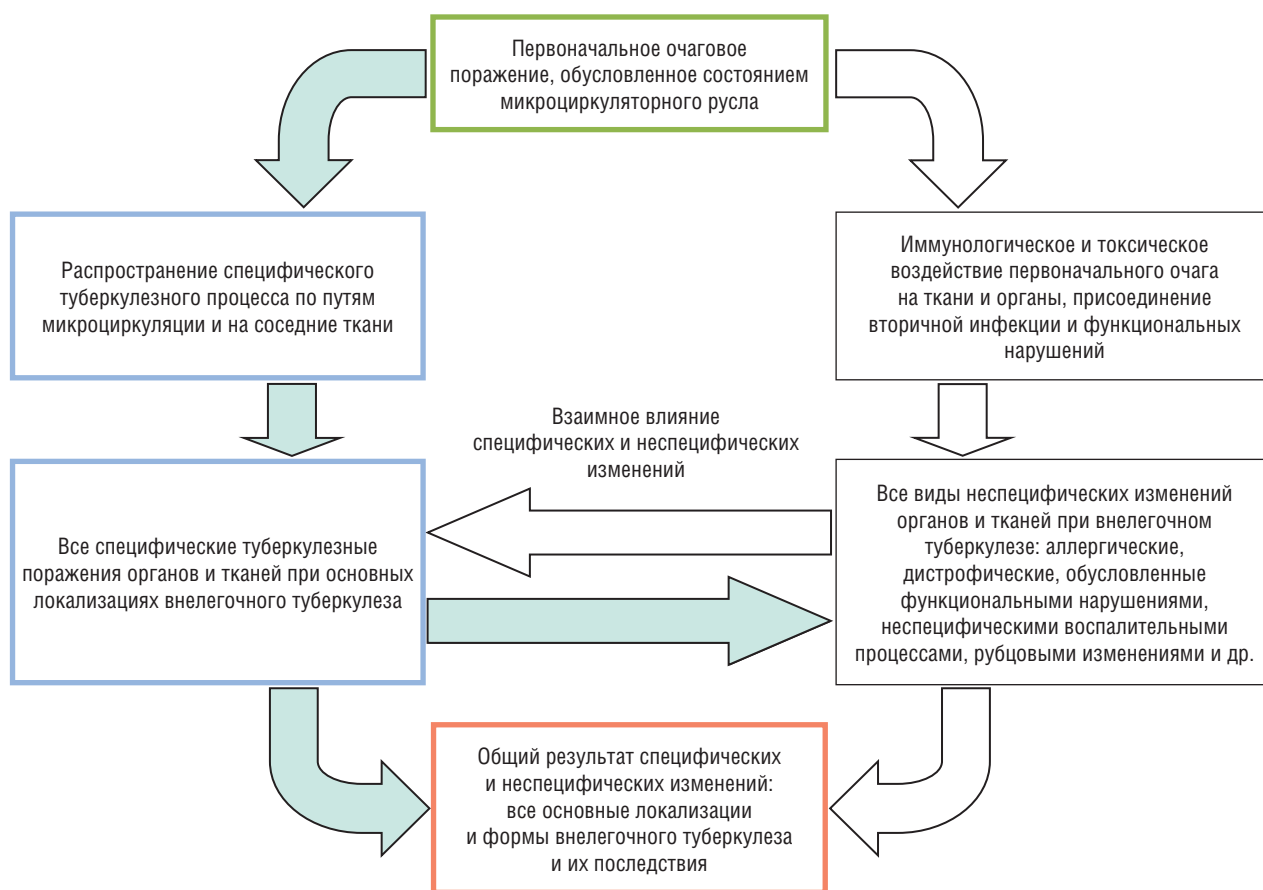 Первоначальное очаговое
поражение, обусловленное состоянием
микроциркуляторного русла
Распространение специфического
туберкулезного процесса по путям
микроциркуляции и на соседние ткани
Иммунологическое и токсическое
воздействие первоначального очага
на ткани и органы, присоединение
вторичной инфекции и функциональных
нарушений
Взаимное влияние
специфических и неспецифических
изменений
Все специфические туберкулезные
поражения органов и тканей при основных
локализациях внелегочного туберкулеза
Все виды неспецифических изменений
органов и тканей при внелегочном
туберкулезе: аллергические,
дистрофические, обусловленные
функциональными нарушениями,
неспецифическими воспалительными
процессами, рубцовыми изменениями и др.
Общий результат специфических
и неспецифических изменений:
все основные локализации
и формы внелегочного туберкулеза
и их последствия